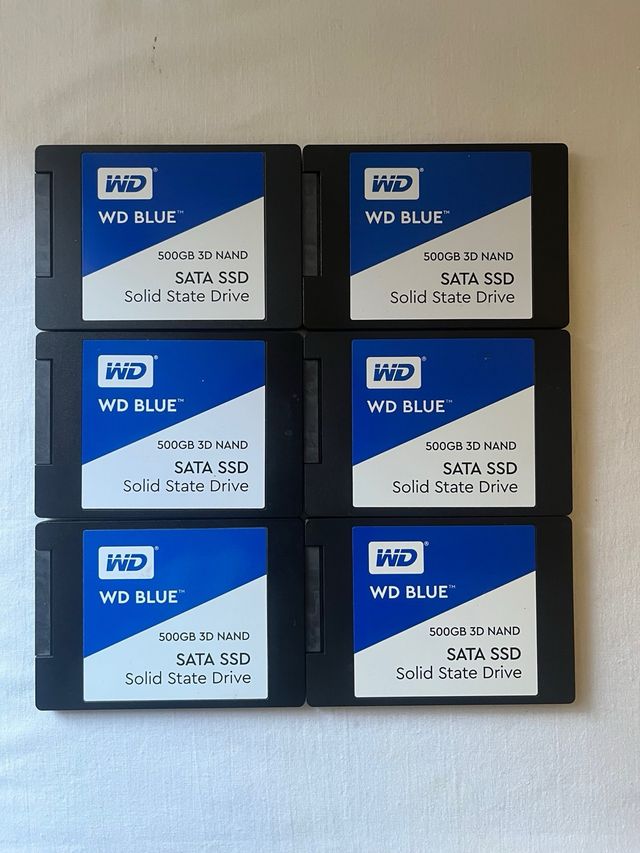 WD®
WD BLUE™
500GB 3D NAND
SATA SSD
Solid State Drive
WD®
WD BLUE™
500GB 3D NAND
SATA SSD
Solid State Drive
WD®
WD BLUE™
500GB 3D NAND
SATA SSD
Solid State Drive
WD®
WD BLUE™
500GB 3D NAND
SATA SSD
Solid State Drive
WD®
WD BLUE™
500GB 3D NAND
SATA SSD
Solid State Drive
WD®
WD BLUE™
500GB 3D NAND
SATA SSD
Solid State Drive